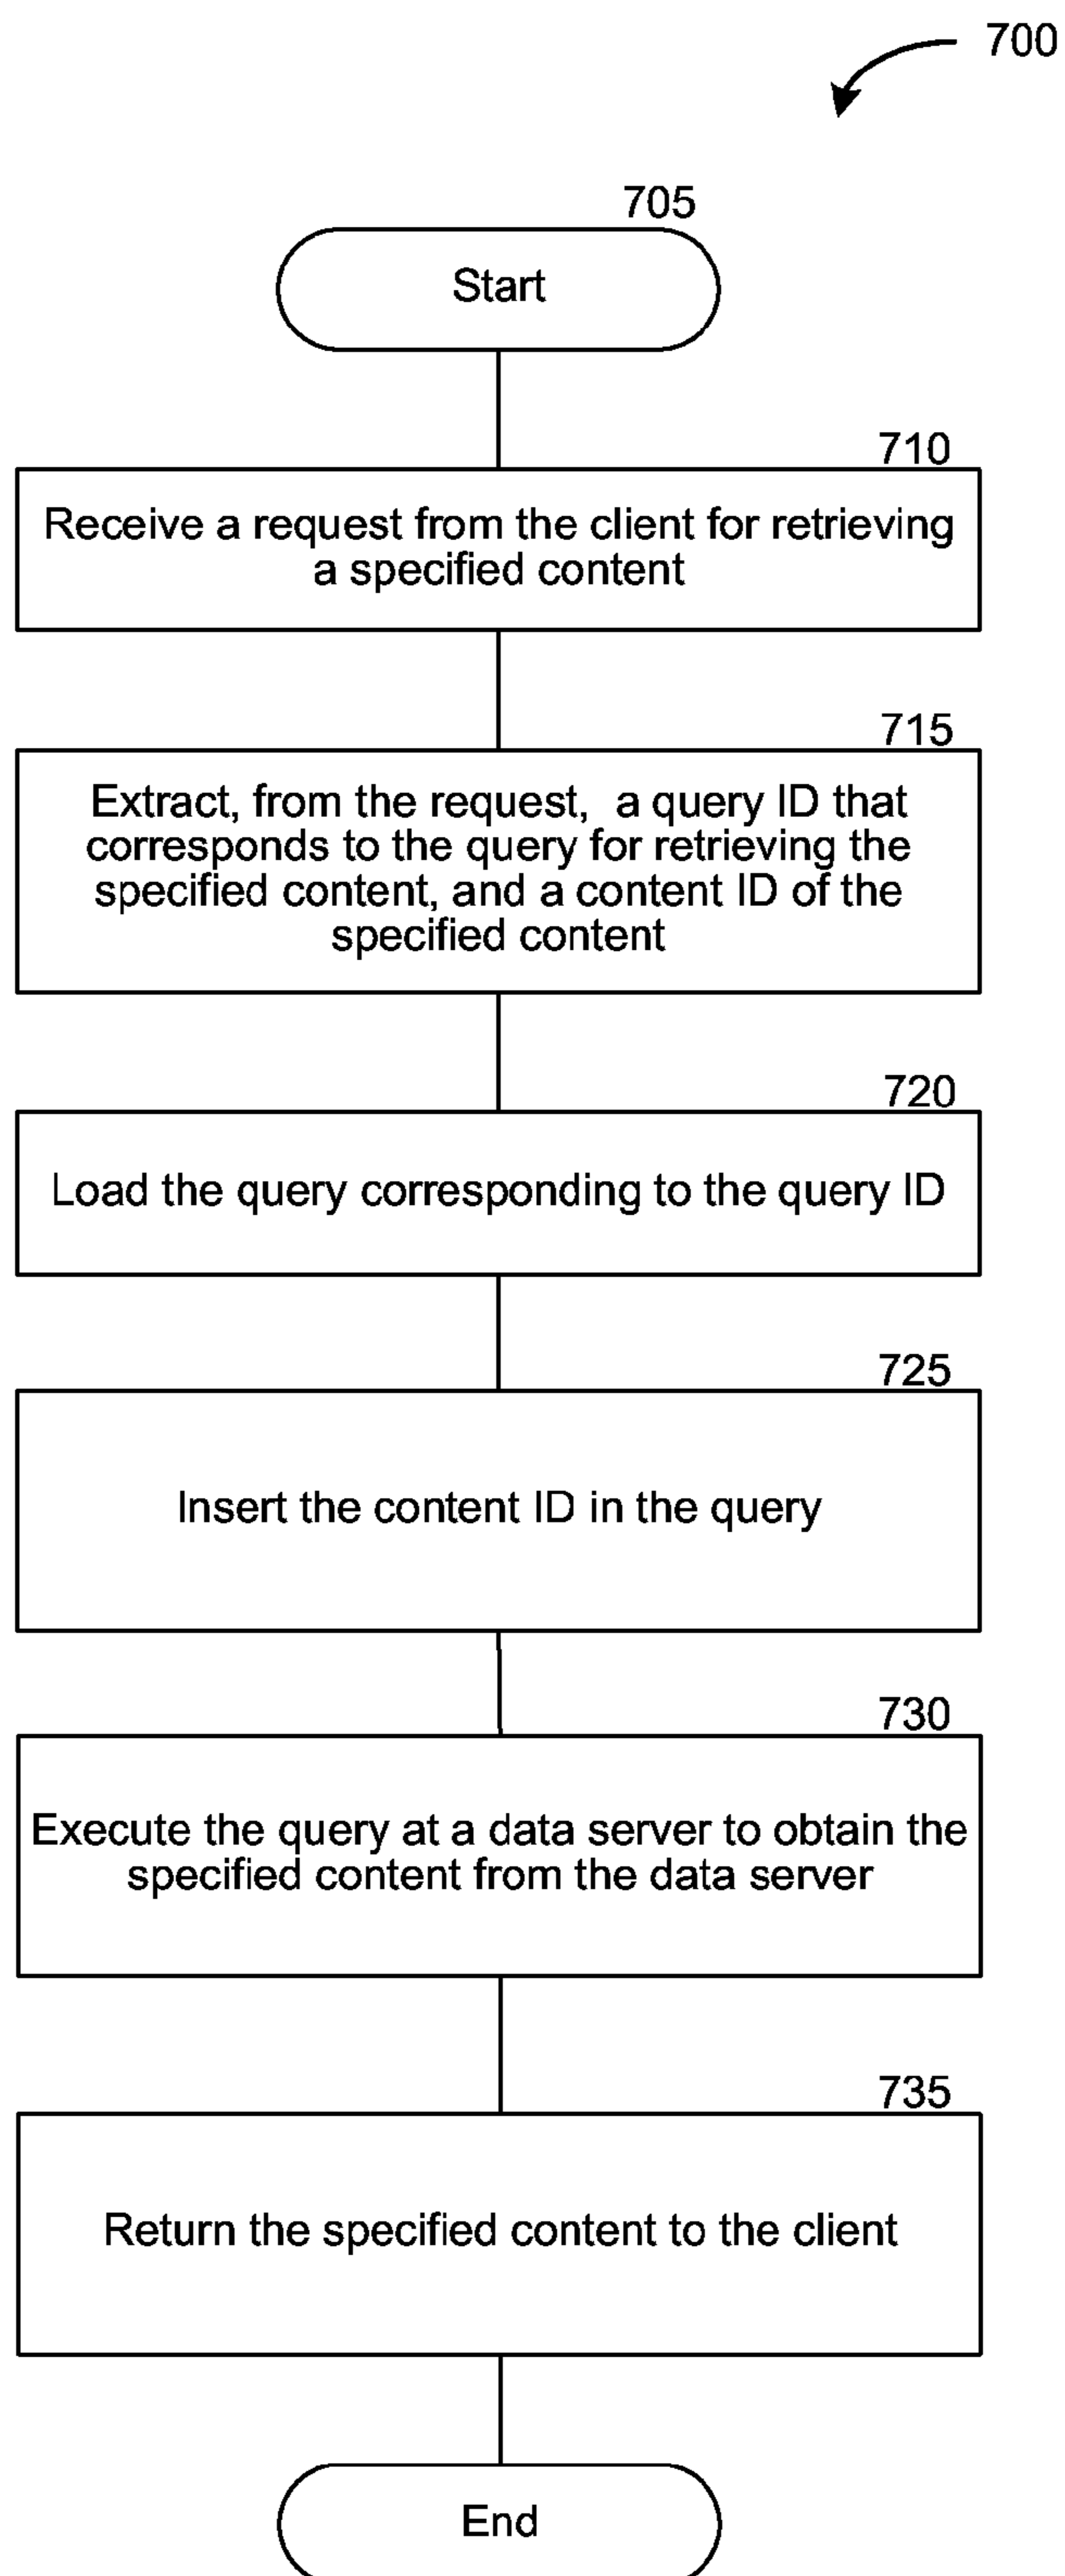 700
705
Start
710
Receive a request from the client for retrieving
a specified content
715
Extract, from the request,  a query ID that
corresponds to the query for retrieving the
specified content, and a content ID of the
specified content
720
Load the query corresponding to the query ID
725
Insert the content ID in the query
730
Execute the query at a data server to obtain the
specified content from the data server
735
Return the specified content to the client
End